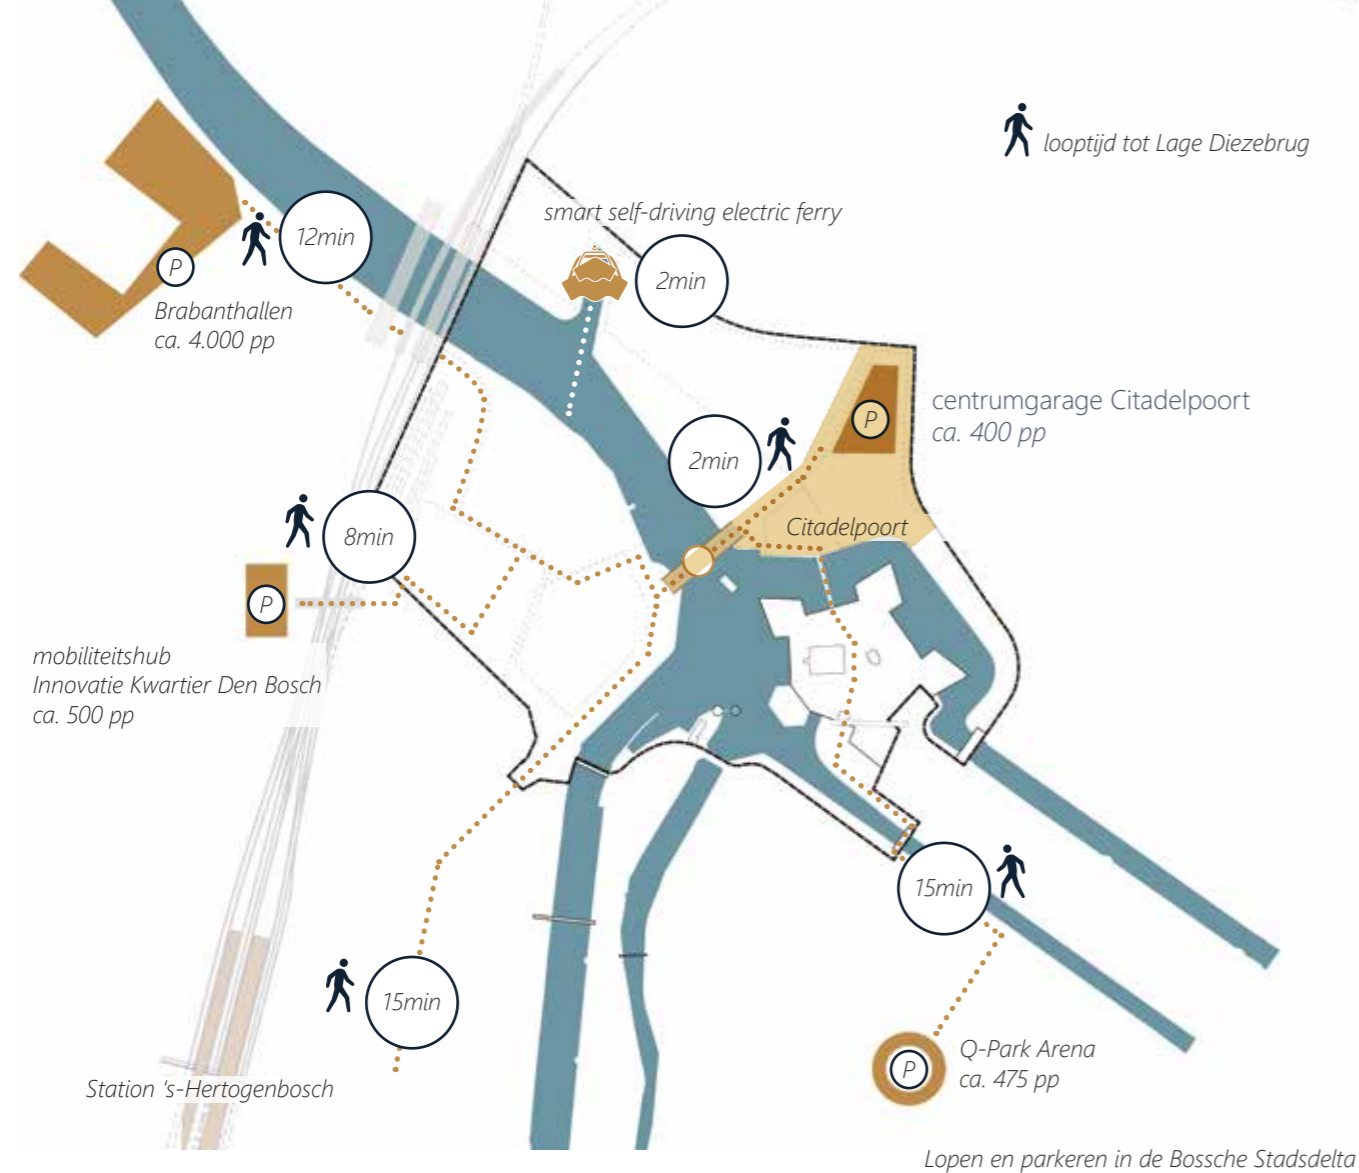 looptijd tot Lage Diezebrug
smart self-driving electric ferry
12min
2min
P
Brabanthallen
ca. 4.000 pp
centrumgarage Citadelpoort
ca. 400 pp
P
2min
Citadelpoort
8min
P
mobiliteitshub
Innovatie Kwartier Den Bosch
ca. 500 pp
15min
15min
Station 's-Hertogenbosch
P
Q-Park Arena
ca. 475 pp
Lopen en parkeren in de Bossche Stadsdelta